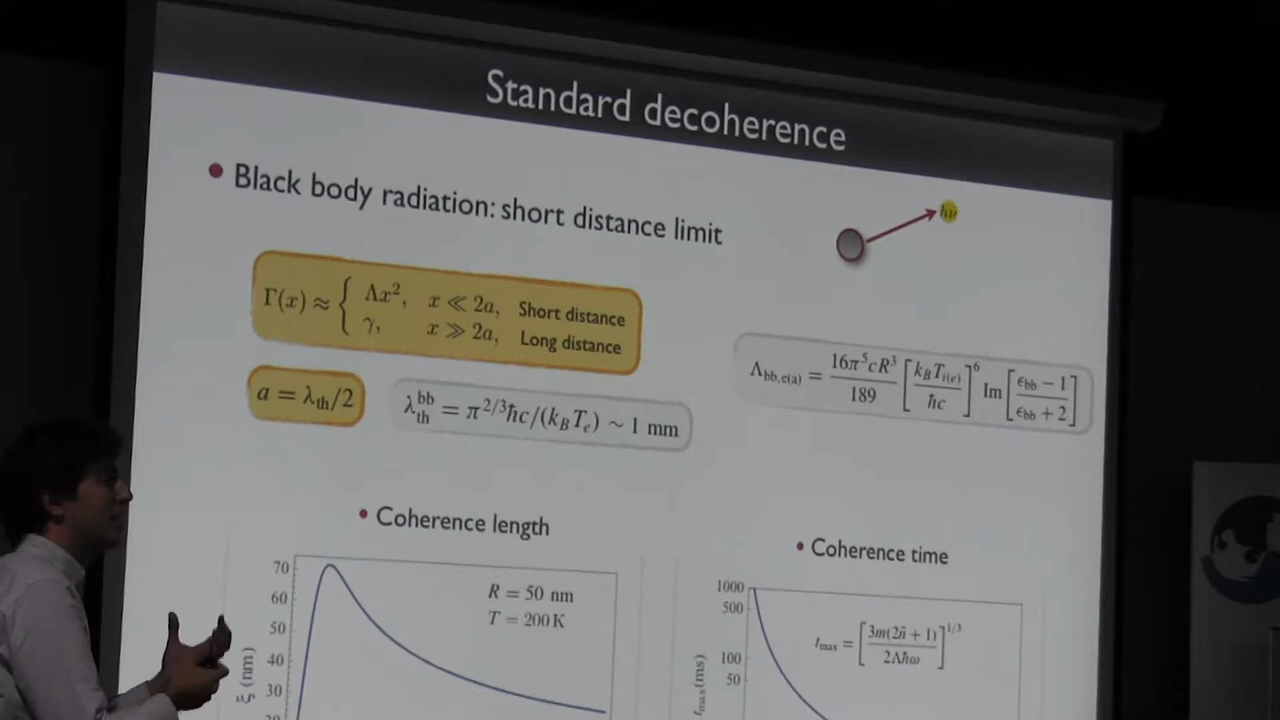 Standard decoherence
• Black body radiation: short distance limit
hν
Γ(x) ≈ { Λx², x ≪ 2a, Short distance
γ, x ≫ 2a, Long distance
a = λ_th/2
λ_th^bb = π^{2/3}ħc/(k_B T_e) ~ 1 mm
Λ_bb,e(a) = 16π⁵cR³/189 [k_B T_i(e)/ħc]⁶ Im [ε_bb − 1/ε_bb + 2]
• Coherence length
70
60
50
40
30
ξ (nm)
R = 50 nm
T = 200 K
• Coherence time
1000
500
100
50
t_max (ms)
t_max = [3m(2n̄ + 1)/2Λħω]^{1/3}